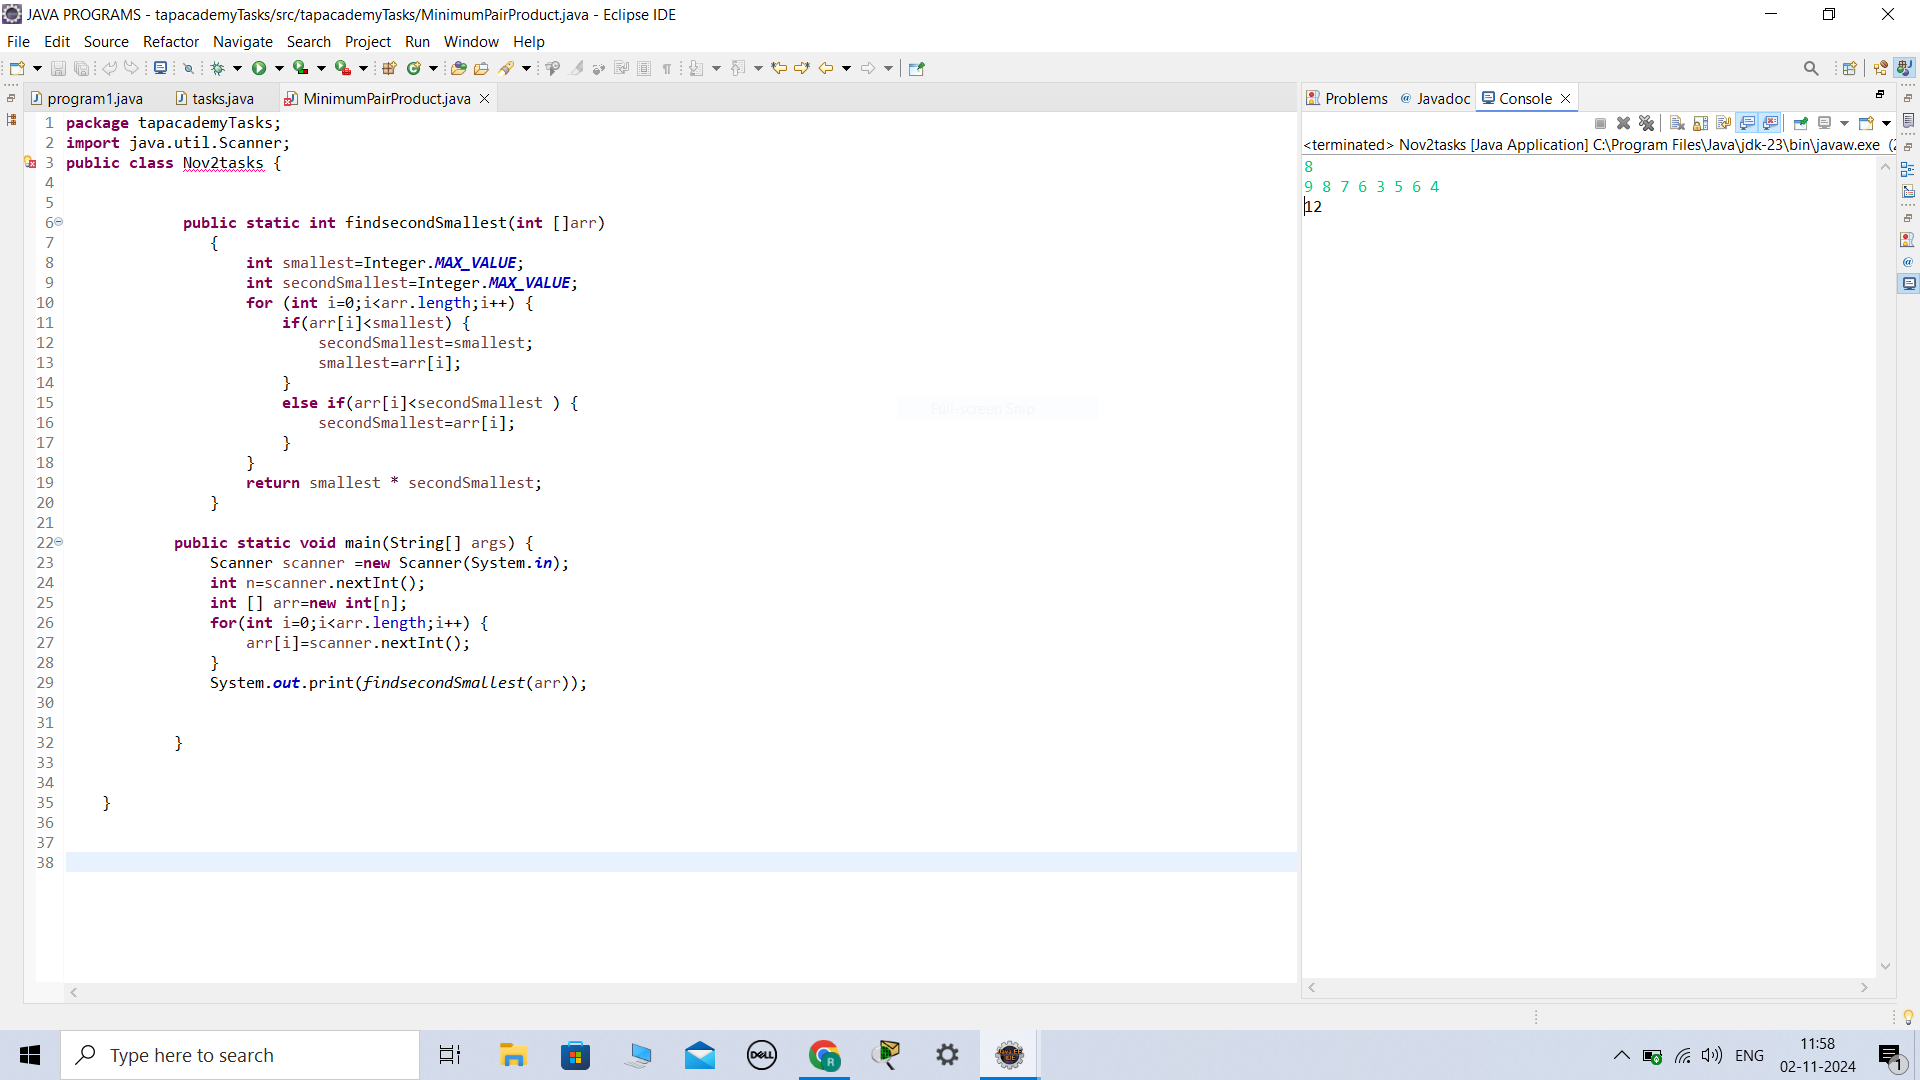 JAVA PROGRAMS - tapacademyTasks/src/tapacademyTasks/MinimumPairProduct.java - Eclipse IDE
File Edit Source Refactor Navigate Search Project Run Window Help
program1.java tasks.java MinimumPairProduct.java
1 package tapacademyTasks;
2 import java.util.Scanner;
3 public class Nov2tasks {
4
5
6 public static int findsecondSmallest(int []arr)
7 {
8 int smallest=Integer.MAX_VALUE;
9 int secondSmallest=Integer.MAX_VALUE;
10 for (int i=0;i<arr.length;i++) {
11 if(arr[i]<smallest) {
12 secondSmallest=smallest;
13 smallest=arr[i];
14 }
15 else if(arr[i]<secondSmallest ) {
16 secondSmallest=arr[i];
17 }
18 }
19 return smallest * secondSmallest;
20 }
21
22 public static void main(String[] args) {
23 Scanner scanner =new Scanner(System.in);
24 int n=scanner.nextInt();
25 int [] arr=new int[n];
26 for(int i=0;i<arr.length;i++) {
27 arr[i]=scanner.nextInt();
28 }
29 System.out.print(findsecondSmallest(arr));
30
31
32 }
33
34
35 }
36
37
38
Full-screen Snip
Problems @ Javadoc Console
<terminated> Nov2tasks [Java Application] C:\Program Files\Java\jdk-23\bin\javaw.exe (2
8
9 8 7 6 3 5 6 4
12
Type here to search
DELL
R
Java EE IDE
ENG
11:58
02-11-2024
1